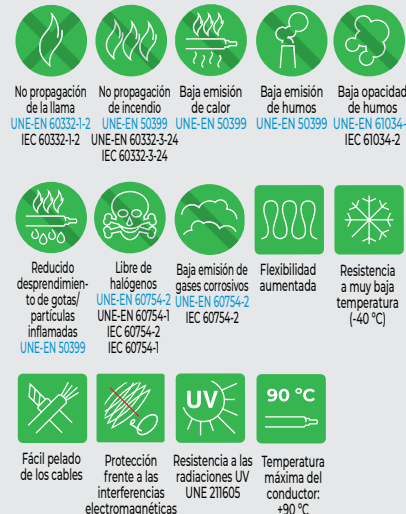 No propagación
de la llama
UNE-EN 60332-1-2
IEC 60332-1-2
No propagación
de incendio
UNE-EN 50399
UNE-EN 60332-3-24
IEC 60332-3-24
Baja emisión
de calor
UNE-EN 50399
Baja emisión
de humos
UNE-EN 50399
Baja opacidad
de humos
UNE-EN 61034-
IEC 61034-2
Reducido
desprendimien-
to de gotas/
partículas
inflamadas
UNE-EN 50399
Libre de
halógenos
UNE-EN 60754-2
UNE-EN 60754-1
IEC 60754-2
IEC 60754-1
Baja emisión de
gases corrosivos
UNE-EN 60754-2
IEC 60754-2
Flexibilidad
aumentada
Resistencia
a muy baja
temperatura
(-40 °C)
Fácil pelado
de los cables
Protección
frente a las
interferencias
electromagnéticas
UV
Resistencia a las
radiaciones UV
UNE 211605
90 °C
Temperatura
máxima del
conductor:
+90 °C